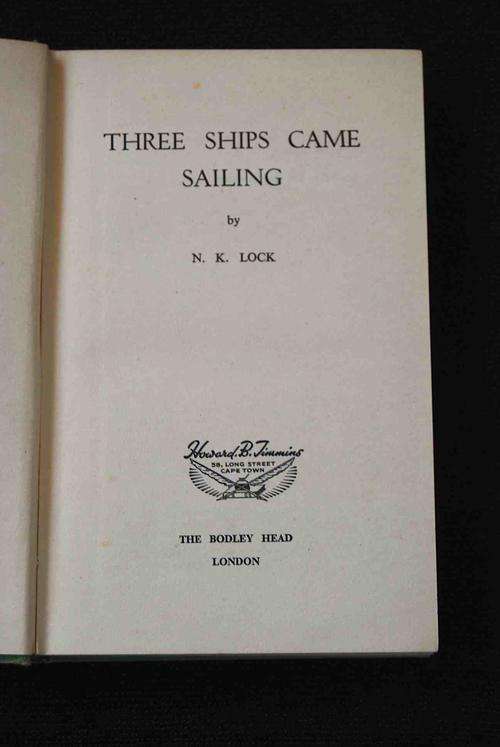 THREE SHIPS CAME
SAILING
by
N. K. LOCK
Howard. B. Timmins
58, LONG STREET
CAPE TOWN
THE BODLEY HEAD
LONDON